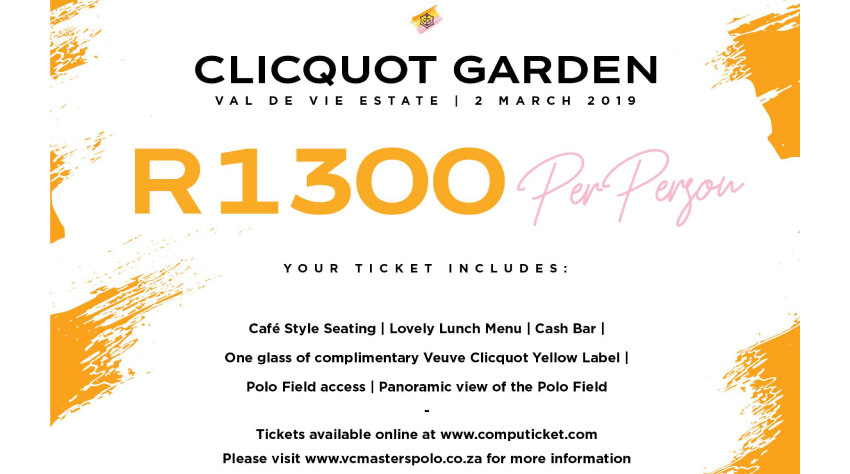 CLICQUOT GARDEN
VAL DE VIE ESTATE | 2 MARCH 2019
R1300 Per Person
YOUR TICKET INCLUDES:
Café Style Seating | Lovely Lunch Menu | Cash Bar |
One glass of complimentary Veuve Clicquot Yellow Label |
Polo Field access | Panoramic view of the Polo Field
-
Tickets available online at www.computicket.com
Please visit www.vcmasterspolo.co.za for more information